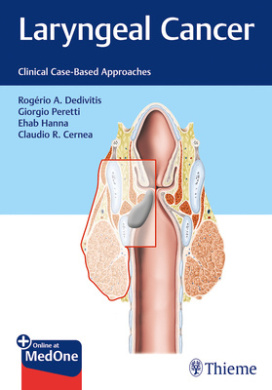 Laryngeal Cancer
Clinical Case-Based Approaches
Rogério A. Dedivitis
Giorgio Peretti
Ehab Hanna
Claudio R. Cernea
+ Online at
MedOne
Thieme